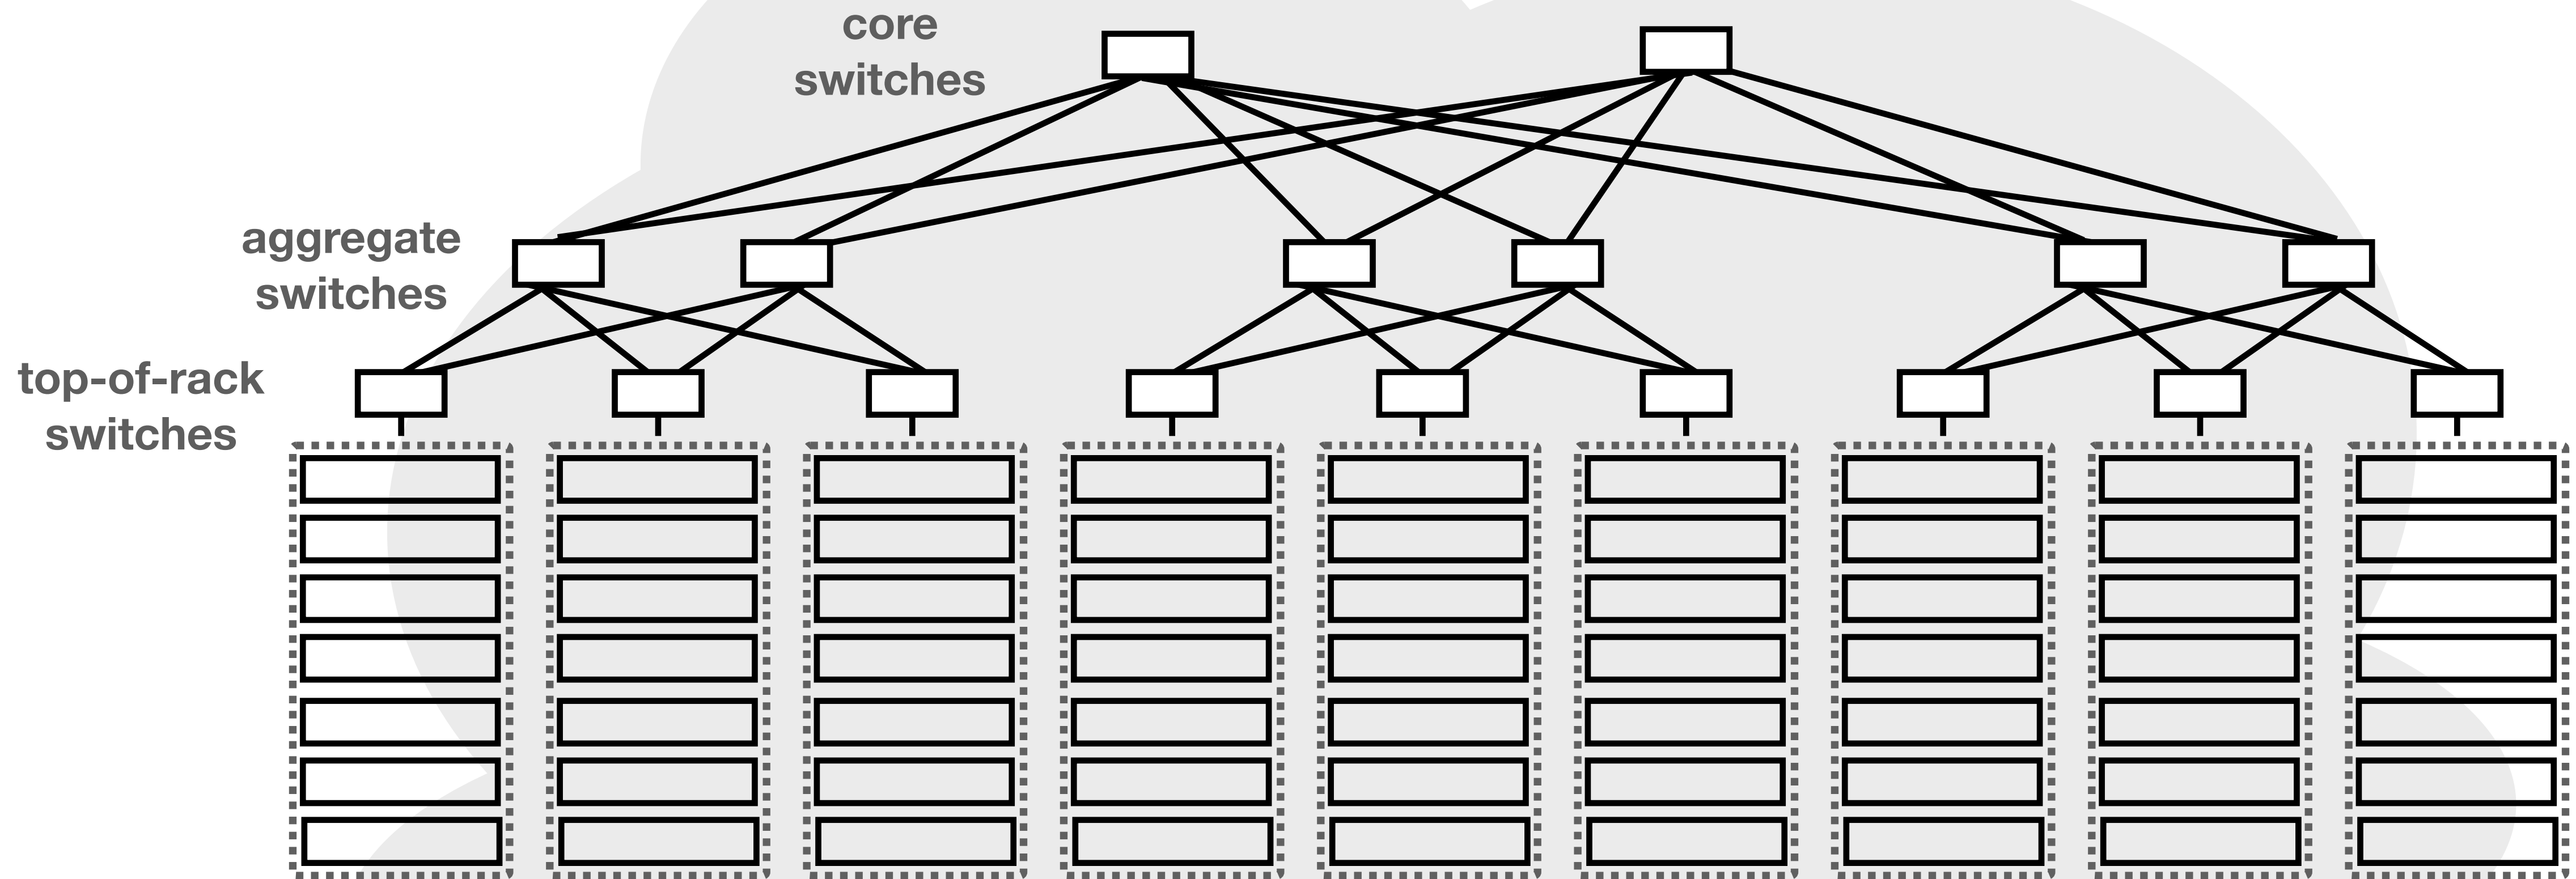 core
switches
aggregate
switches
top-of-rack
switches